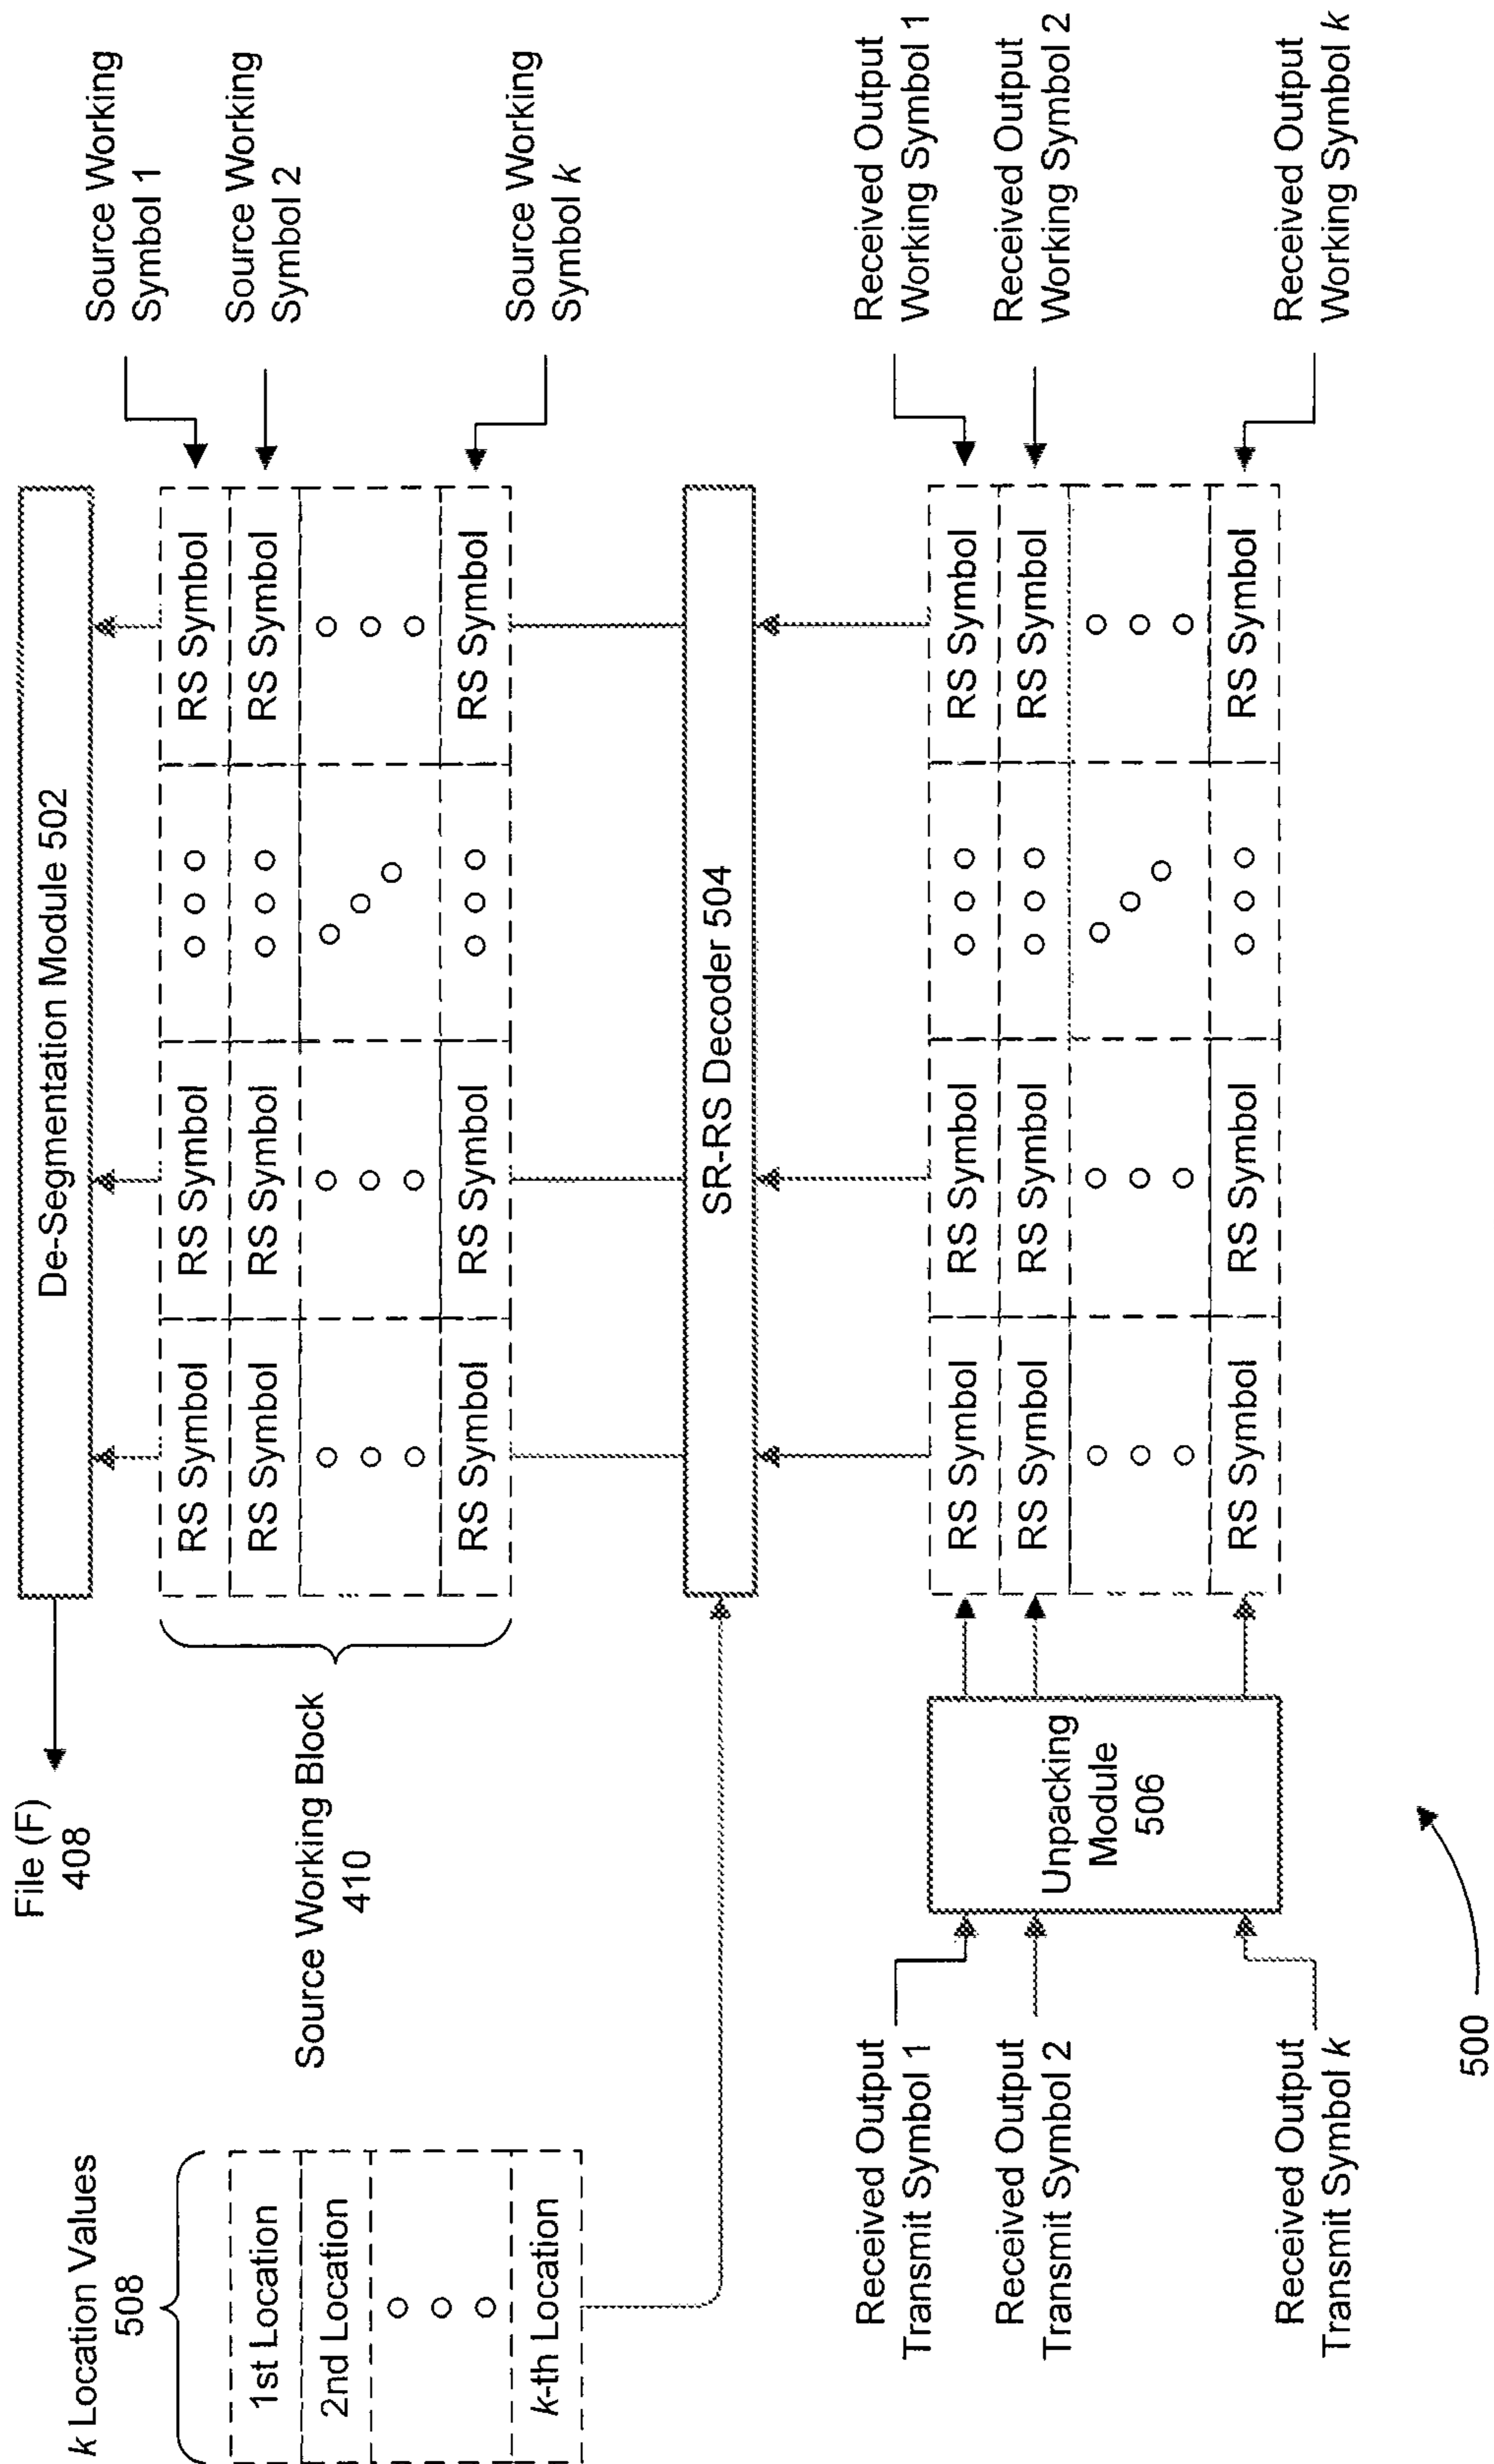 k Location Values
508
1st Location
2nd Location
k-th Location
File (F)
408
De-Segmentation Module 502
Source Working Block
410
RS Symbol
RS Symbol
RS Symbol
RS Symbol
RS Symbol
RS Symbol
RS Symbol
RS Symbol
RS Symbol
Source Working
Symbol 1
Source Working
Symbol 2
Source Working
Symbol k
SR-RS Decoder 504
Received Output
Transmit Symbol 1
Received Output
Transmit Symbol 2
Received Output
Transmit Symbol k
Unpacking
Module
506
RS Symbol
RS Symbol
RS Symbol
RS Symbol
RS Symbol
RS Symbol
RS Symbol
RS Symbol
RS Symbol
Received Output
Working Symbol 1
Received Output
Working Symbol 2
Received Output
Working Symbol k
500